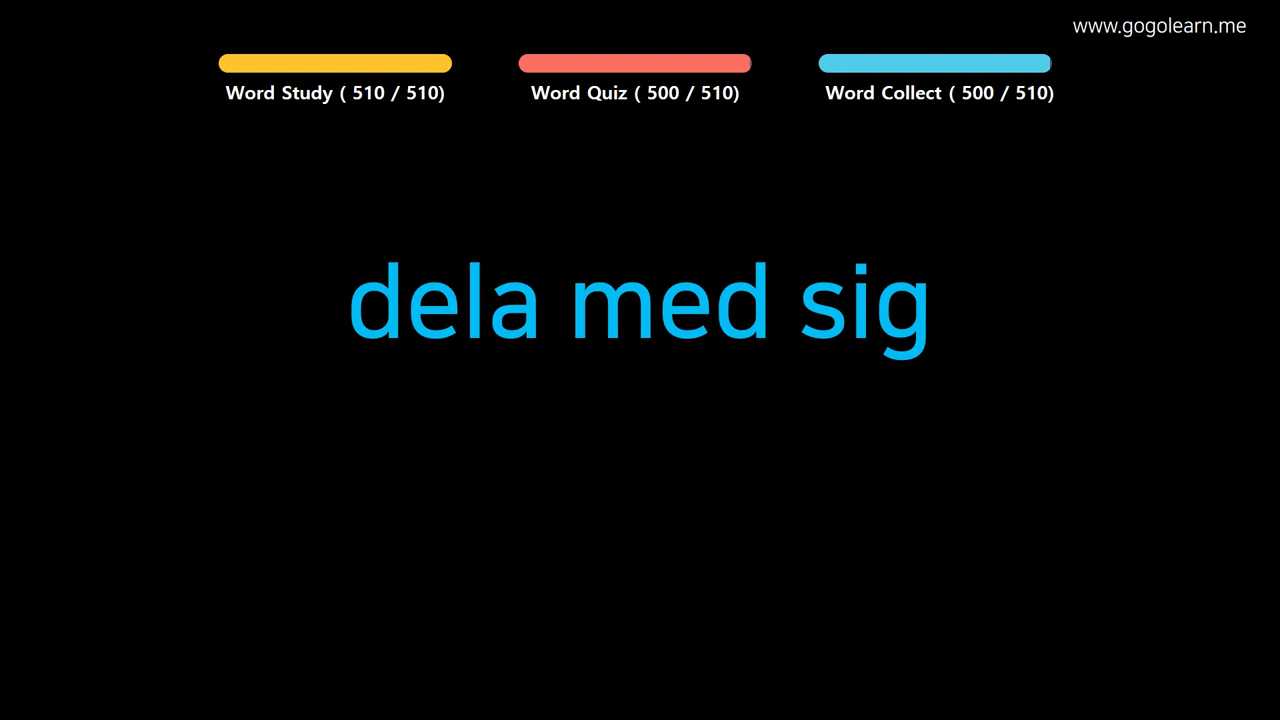 www.gogolearn.me
Word Study ( 510 / 510)
Word Quiz ( 500 / 510)
Word Collect ( 500 / 510)
dela med sig